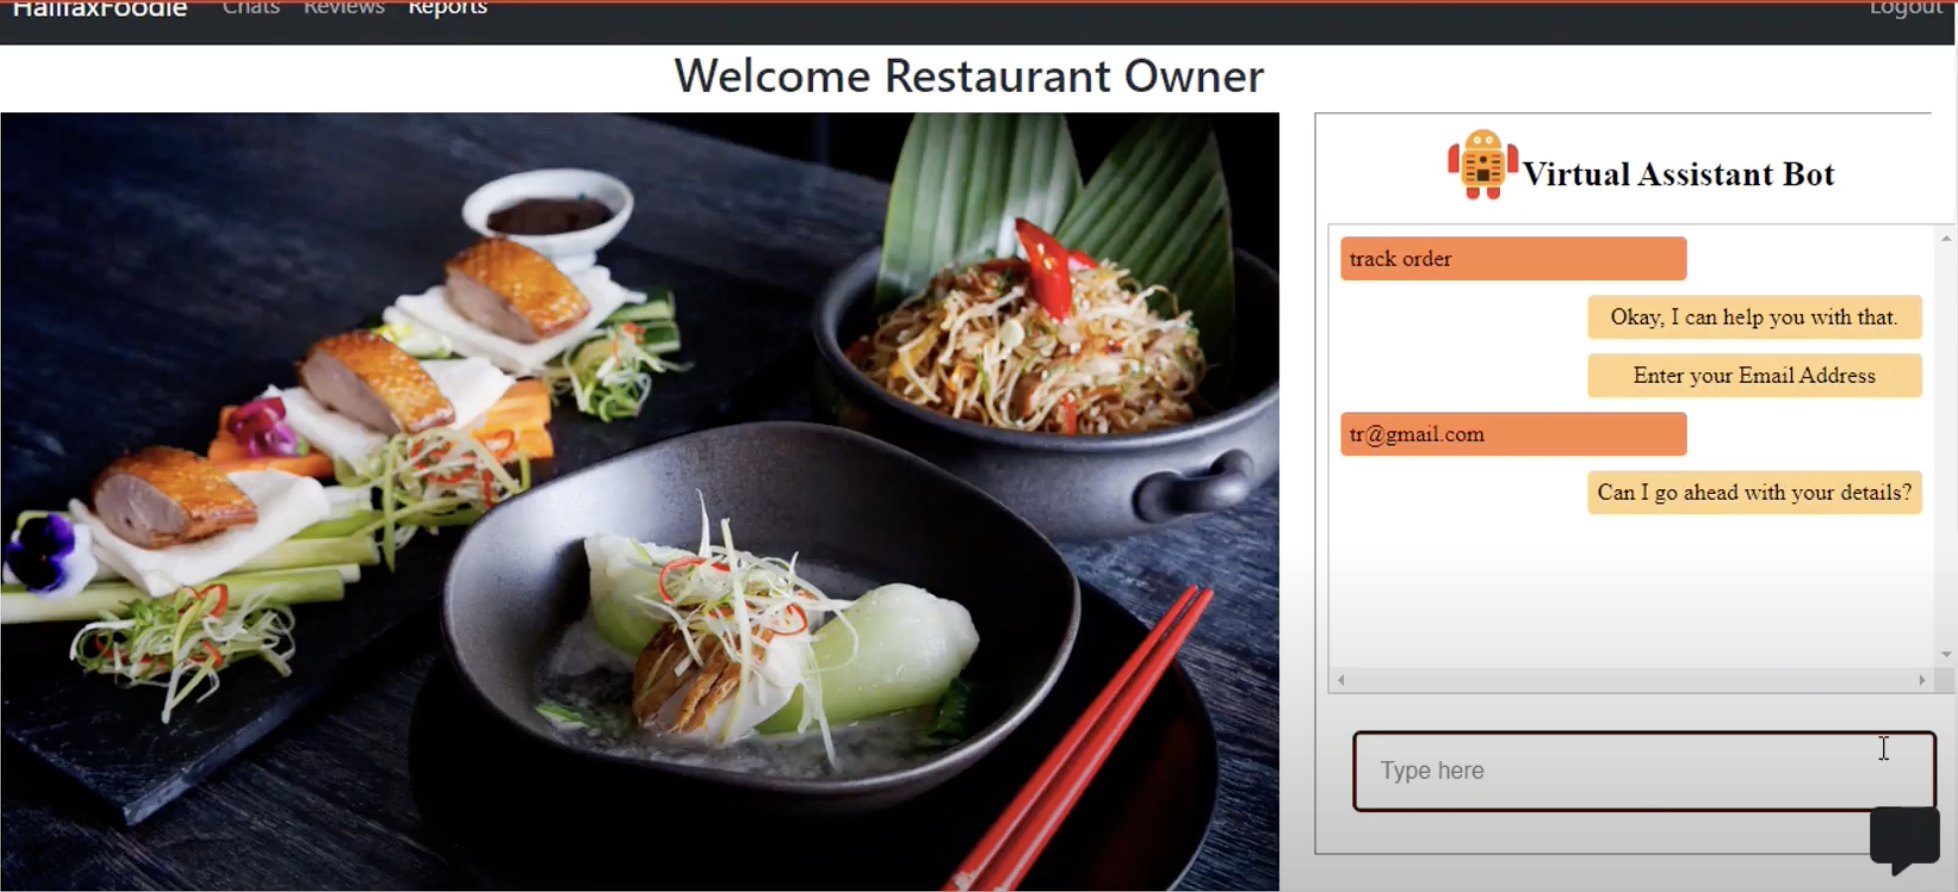 HalifaxFoodie Chats Reviews Reports Logout
Welcome Restaurant Owner
Virtual Assistant Bot
track order
Okay, I can help you with that.
Enter your Email Address
tr@gmail.com
Can I go ahead with your details?
Type here